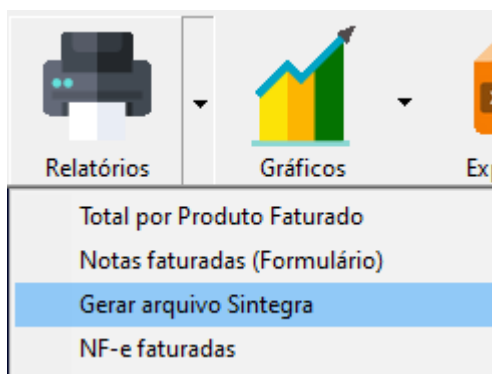 Relatórios
Gráficos
Total por Produto Faturado
Notas faturadas (Formulário)
Gerar arquivo Sintegra
NF-e faturadas